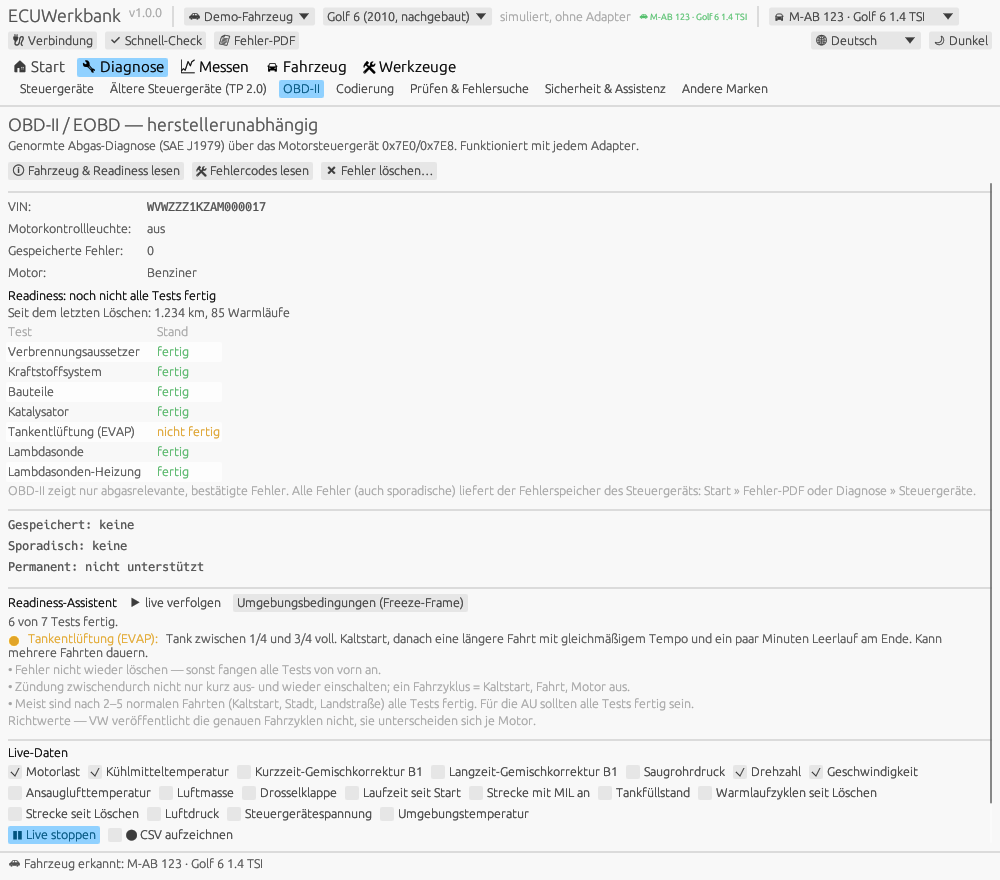 ECUWerkbank v1.0.0 Demo-Fahrzeug Golf 6 (2010, nachgebaut) simuliert, ohne Adapter M-AB 123 · Golf 6 1.4 TSI M-AB 123 · Golf 6 1.4 TSI
Verbindung Schnell-Check Fehler-PDF Deutsch Dunkel
Start Diagnose Messen Fahrzeug Werkzeuge
Steuergeräte Ältere Steuergeräte (TP 2.0) OBD-II Codierung Prüfen & Fehlersuche Sicherheit & Assistenz Andere Marken
OBD-II / EOBD — herstellerunabhängig
Genormte Abgas-Diagnose (SAE J1979) über das Motorsteuergerät 0x7E0/0x7E8. Funktioniert mit jedem Adapter.
Fahrzeug & Readiness lesen Fehlercodes lesen Fehler löschen...
VIN: WVWZZZ1KZAM000017
Motorkontrollleuchte: aus
Gespeicherte Fehler: 0
Motor: Benziner
Readiness: noch nicht alle Tests fertig
Seit dem letzten Löschen: 1.234 km, 85 Warmläufe
Test Stand
Verbrennungsaussetzer fertig
Kraftstoffsystem fertig
Bauteile fertig
Katalysator fertig
Tankentlüftung (EVAP) nicht fertig
Lambdasonde fertig
Lambdasonden-Heizung fertig
OBD-II zeigt nur abgasrelevante, bestätigte Fehler. Alle Fehler (auch sporadische) liefert der Fehlerspeicher des Steuergeräts: Start » Fehler-PDF oder Diagnose » Steuergeräte.
Gespeichert: keine
Sporadisch: keine
Permanent: nicht unterstützt
Readiness-Assistent live verfolgen Umgebungsbedingungen (Freeze-Frame)
6 von 7 Tests fertig.
Tankentlüftung (EVAP): Tank zwischen 1/4 und 3/4 voll. Kaltstart, danach eine längere Fahrt mit gleichmäßigem Tempo und ein paar Minuten Leerlauf am Ende. Kann
mehrere Fahrten dauern.
• Fehler nicht wieder löschen — sonst fangen alle Tests von vorn an.
• Zündung zwischendurch nicht nur kurz aus- und wieder einschalten; ein Fahrzyklus = Kaltstart, Fahrt, Motor aus.
• Meist sind nach 2–5 normalen Fahrten (Kaltstart, Stadt, Landstraße) alle Tests fertig. Für die AU sollten alle Tests fertig sein.
Richtwerte — VW veröffentlicht die genauen Fahrzyklen nicht, sie unterscheiden sich je Motor.
Live-Daten
Motorlast Kühlmitteltemperatur Kurzzeit-Gemischkorrektur B1 Langzeit-Gemischkorrektur B1 Saugrohrdruck Drehzahl Geschwindigkeit
Ansauglufttemperatur Luftmasse Drosselklappe Laufzeit seit Start Strecke mit MIL an Tankfüllstand Warmlaufzyklen seit Löschen
Strecke seit Löschen Luftdruck Steuergerätespannung Umgebungstemperatur
Live stoppen CSV aufzeichnen
Fahrzeug erkannt: M-AB 123 · Golf 6 1.4 TSI